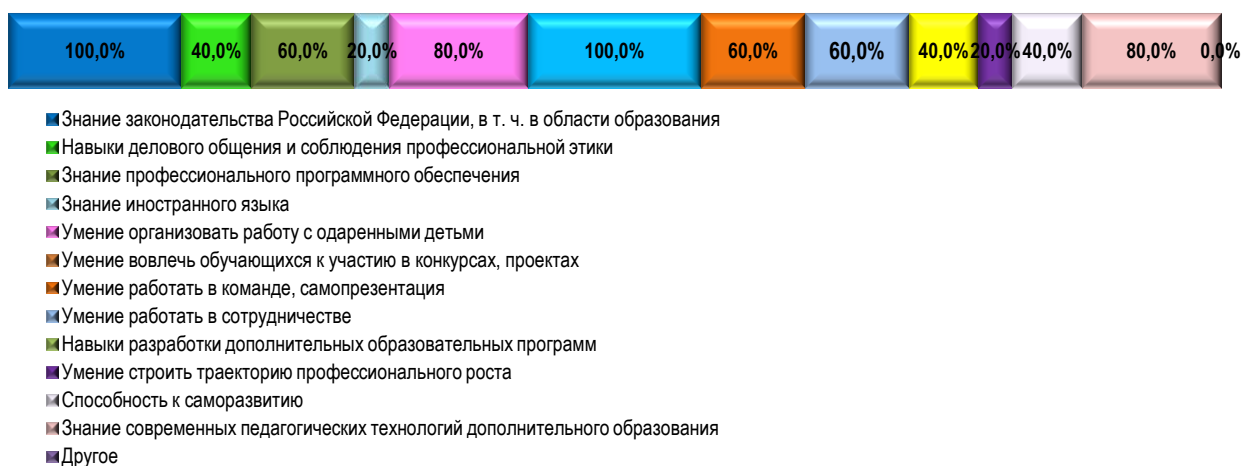 100,0% 40,0% 60,0% 20,0% 80,0% 100,0% 60,0% 60,0% 40,0% 20,0% 40,0% 80,0% 0,0%
Знание законодательства Российской Федерации, в т. ч. в области образования
Навыки делового общения и соблюдения профессиональной этики
Знание профессионального программного обеспечения
Знание иностранного языка
Умение организовать работу с одаренными детьми
Умение вовлечь обучающихся к участию в конкурсах, проектах
Умение работать в команде, самопрезентация
Умение работать в сотрудничестве
Навыки разработки дополнительных образовательных программ
Умение строить траекторию профессионального роста
Способность к саморазвитию
Знание современных педагогических технологий дополнительного образования
Другое